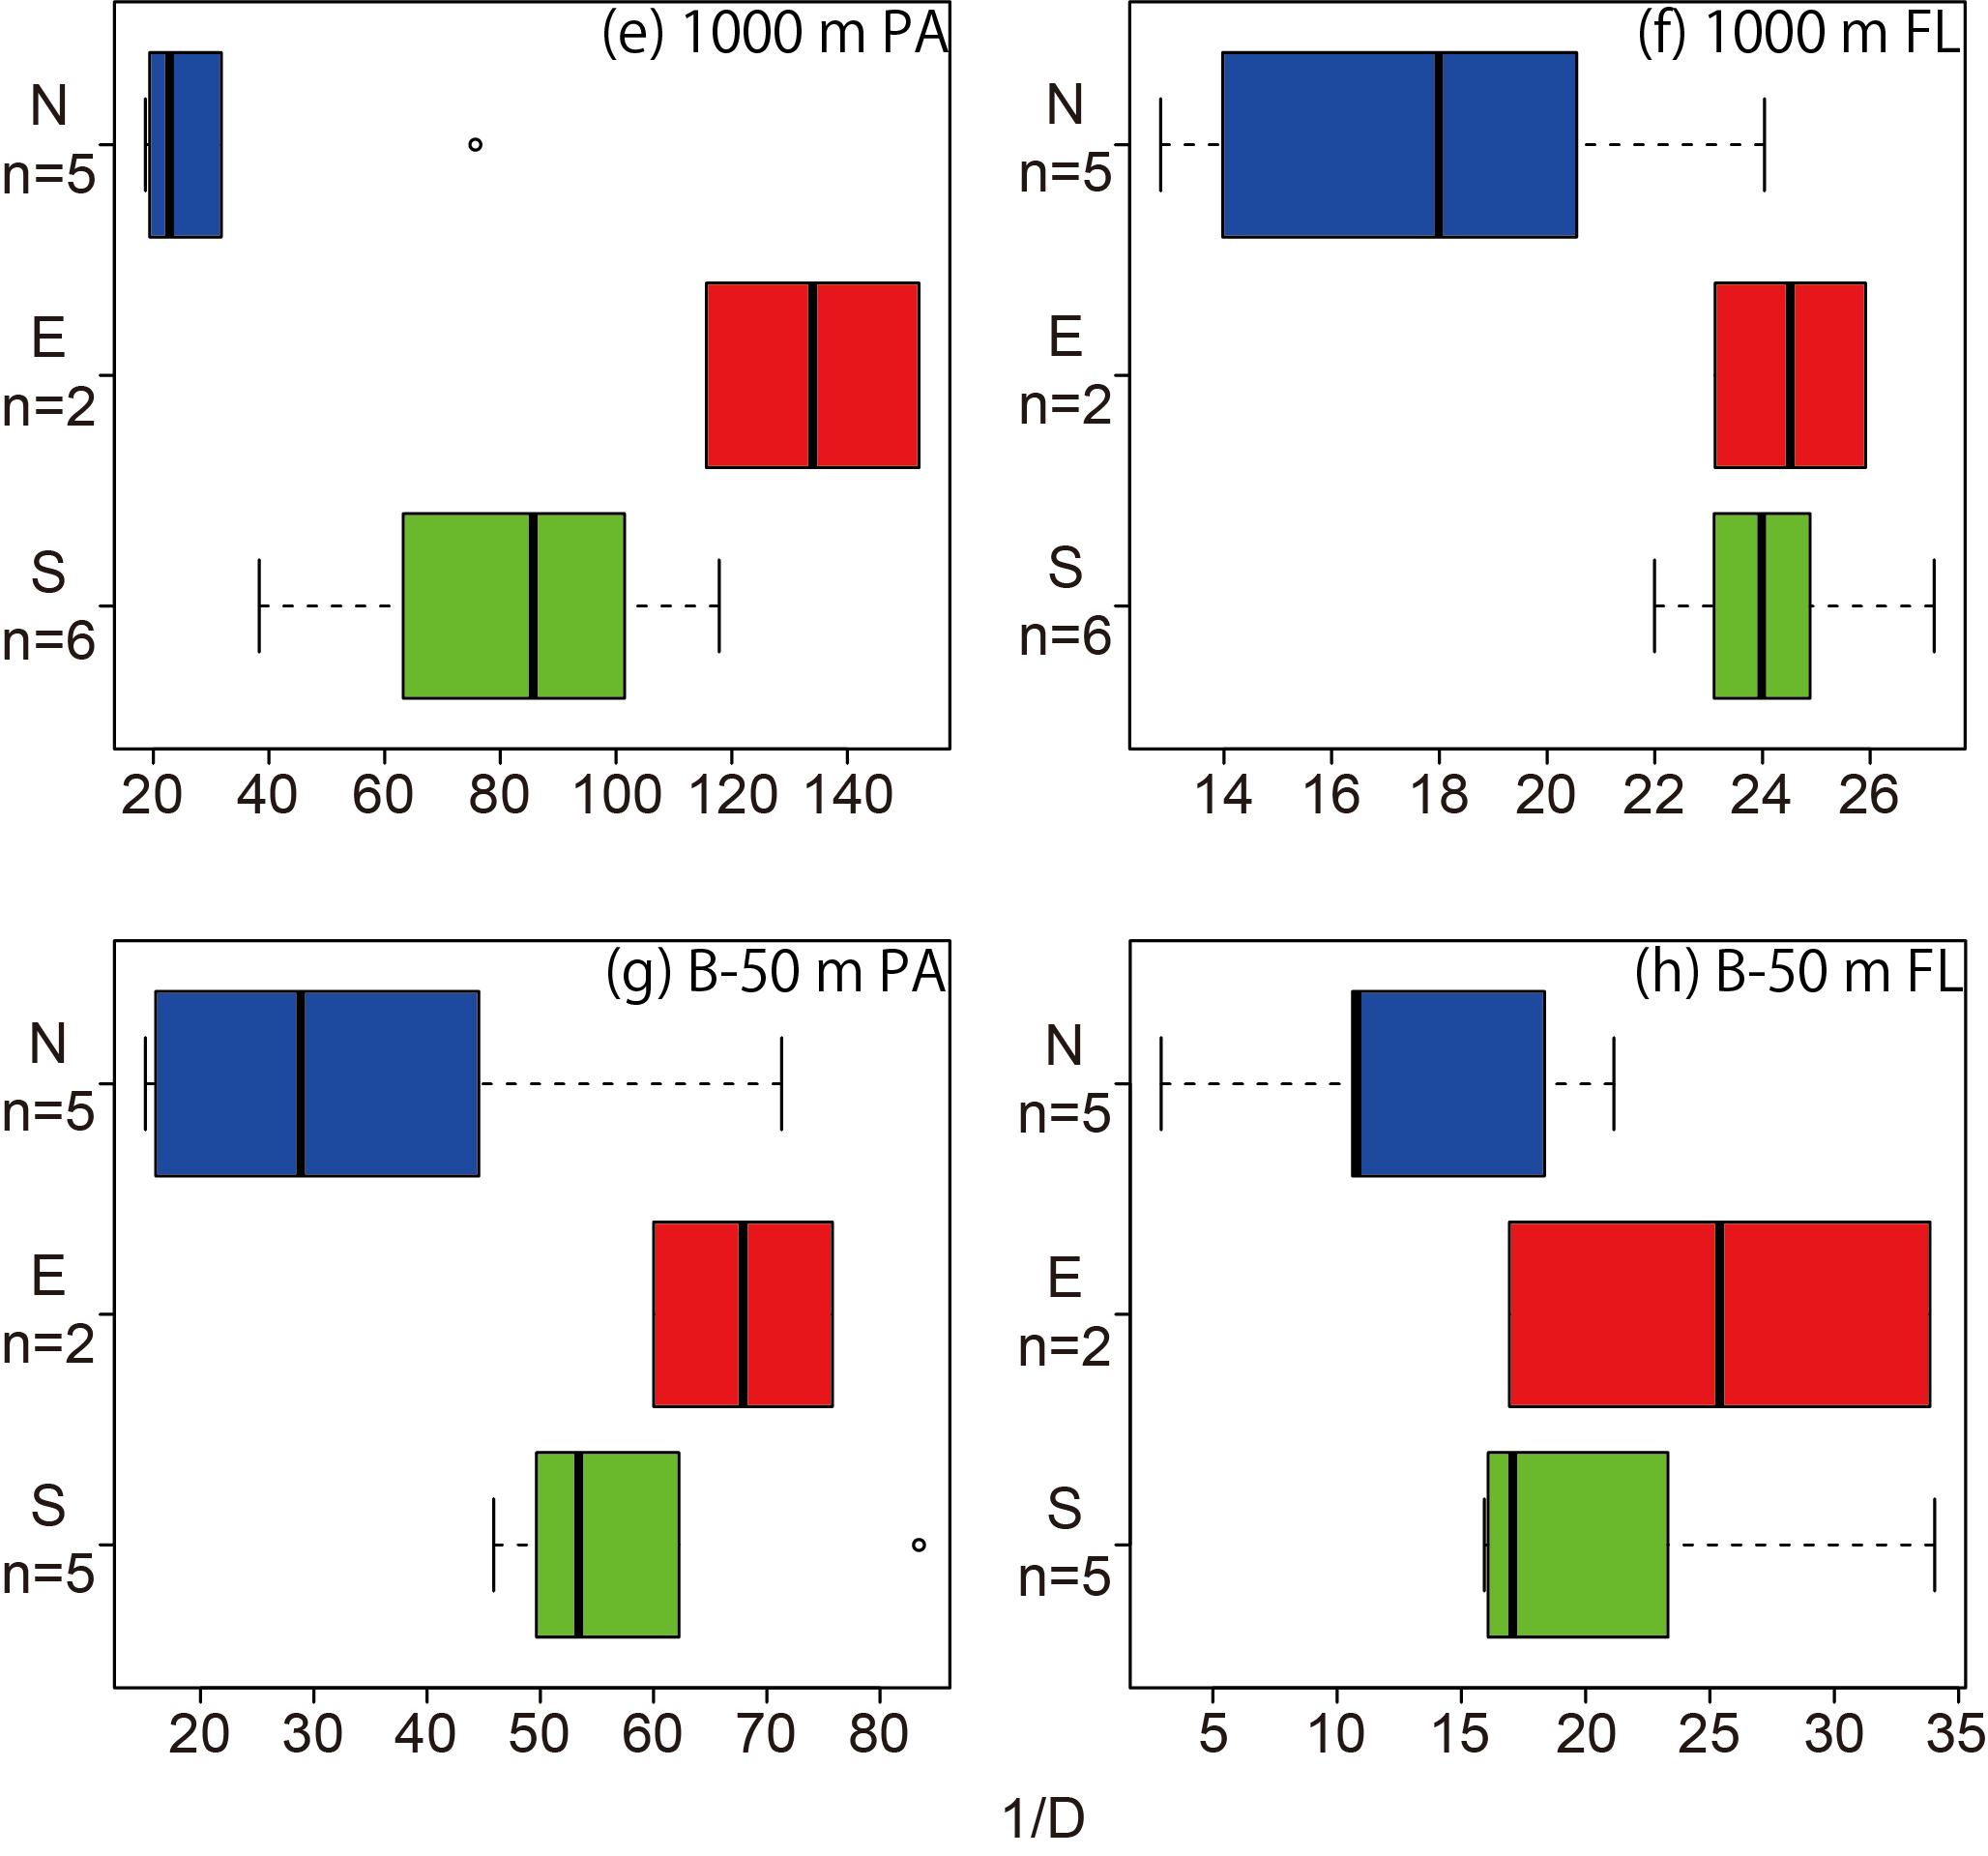 (e) 1000 m PA
N
n=5
E
n=2
S
n=6
20 40 60 80 100 120 140
(f) 1000 m FL
N
n=5
E
n=2
S
n=6
14 16 18 20 22 24 26
(g) B-50 m PA
N
n=5
E
n=2
S
n=5
20 30 40 50 60 70 80
(h) B-50 m FL
N
n=5
E
n=2
S
n=5
5 10 15 20 25 30 35
1/D